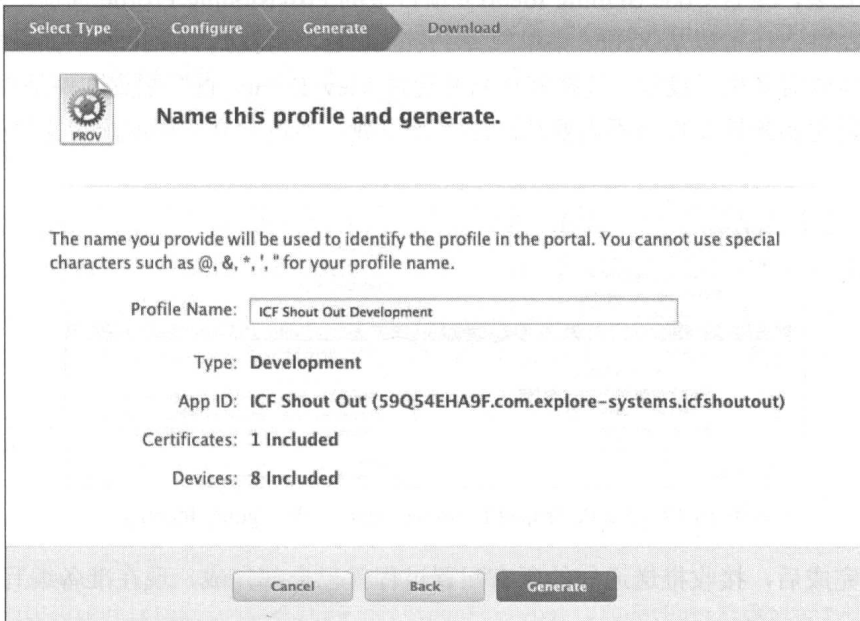 Select Type Configure Generate Download
PROV
Name this profile and generate.
The name you provide will be used to identify the profile in the portal. You cannot use special
characters such as @, &, *, ', " for your profile name.
Profile Name: ICF Shout Out Development
Type: Development
App ID: ICF Shout Out (59Q54EHA9F.com.explore-systems.icfshoutout)
Certificates: 1 Included
Devices: 8 Included
Cancel Back Generate